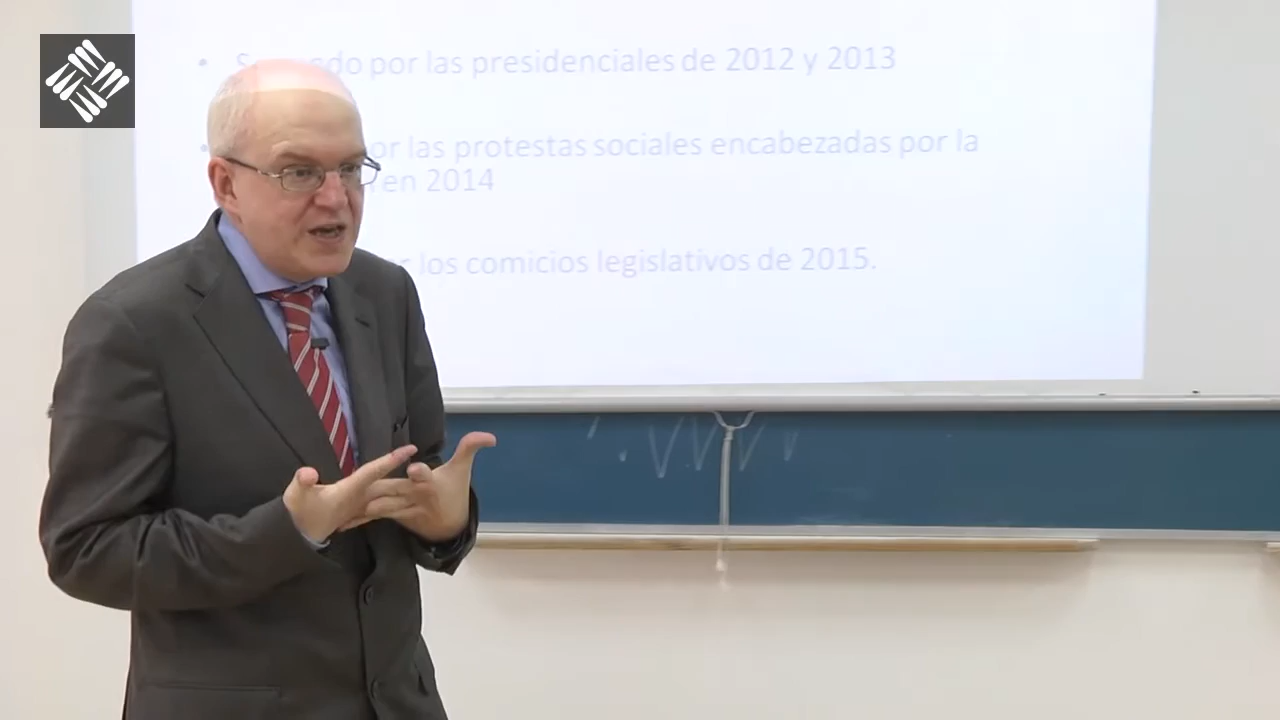 por las presidenciales de 2012 y 2013
las protestas sociales encabezadas por la
en 2014
los comicios legislativos de 2015.